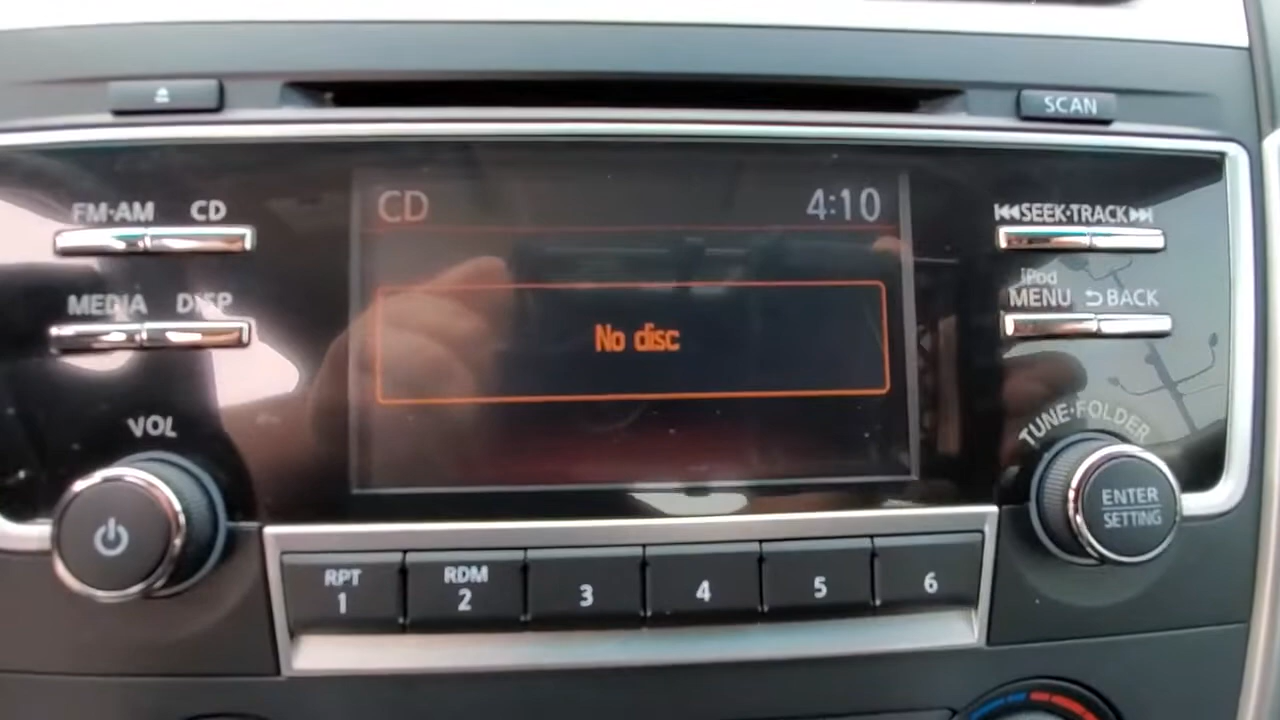 SCAN
FM·AM CD
MEDIA DISP
VOL
CD 4:10
No disc
SEEK·TRACK
iPod
MENU BACK
TUNE·FOLDER
ENTER
SETTING
RPT
1
RDM
2
3
4
5
6